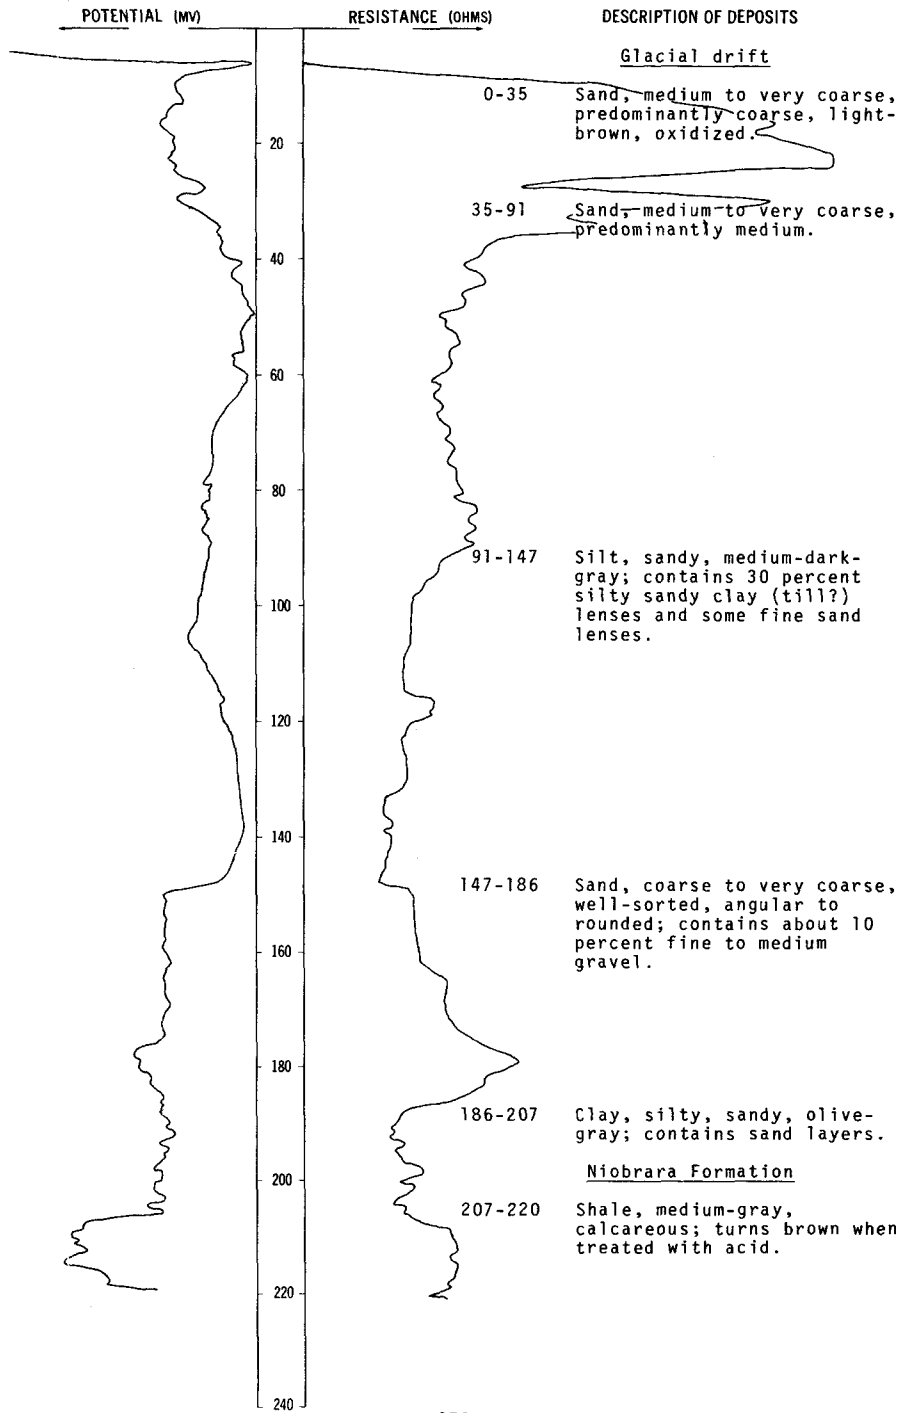 POTENTIAL (MV) RESISTANCE (OHMS) DESCRIPTION OF DEPOSITS
Glacial drift
0-35 Sand, medium to very coarse,
predominantly coarse, light-
brown, oxidized.
20
35-91 Sand, medium to very coarse,
predominantly medium.
40
60
80
91-147 Silt, sandy, medium-dark-
gray; contains 30 percent
silty sandy clay (till?)
100
lenses and some fine sand
lenses.
120
140
147-186 Sand, coarse to very coarse,
well-sorted, angular to
rounded; contains about 10
percent fine to medium
160
gravel.
180
186-207 Clay, silty, sandy, olive-
gray; contains sand layers.
Niobrara Formation
200
207-220 Shale, medium-gray,
calcareous; turns brown when
treated with acid.
220
240